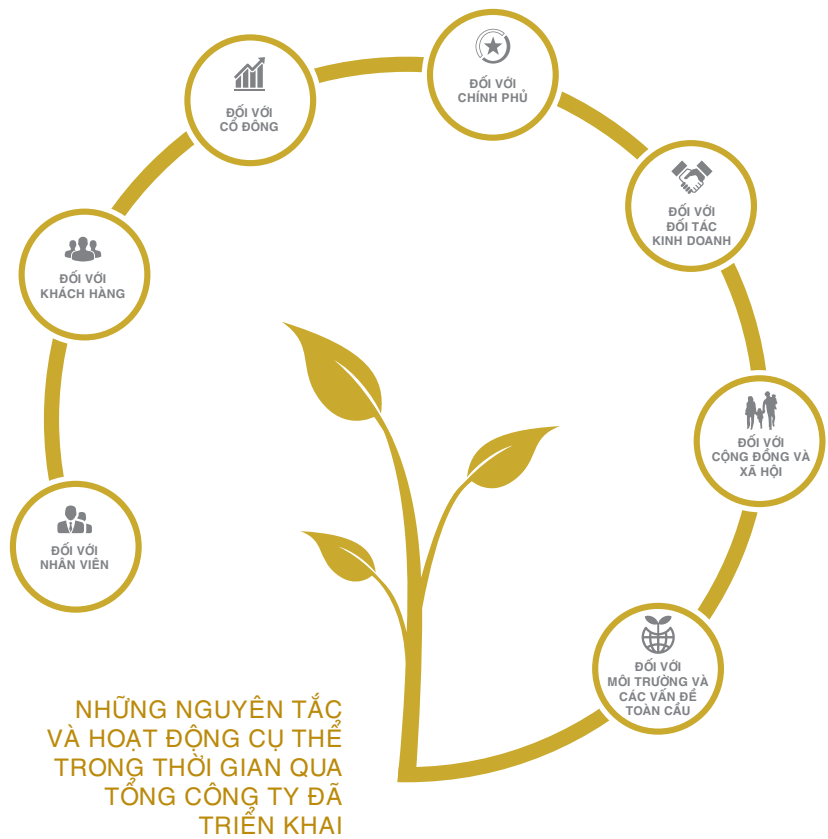 ĐỐI VỚI
CHÍNH PHỦ
ĐỐI VỚI
CỔ ĐÔNG
ĐỐI VỚI
ĐỐI TÁC
KINH DOANH
ĐỐI VỚI
KHÁCH HÀNG
ĐỐI VỚI
CỘNG ĐỒNG VÀ
XÃ HỘI
ĐỐI VỚI
NHÂN VIÊN
ĐỐI VỚI
MÔI TRƯỜNG VÀ
CÁC VẤN ĐỀ
TOÀN CẦU
NHỮNG NGUYÊN TẮC
VÀ HOẠT ĐỘNG CỤ THỂ
TRONG THỜI GIAN QUA
TỔNG CÔNG TY ĐÃ
TRIỂN KHAI